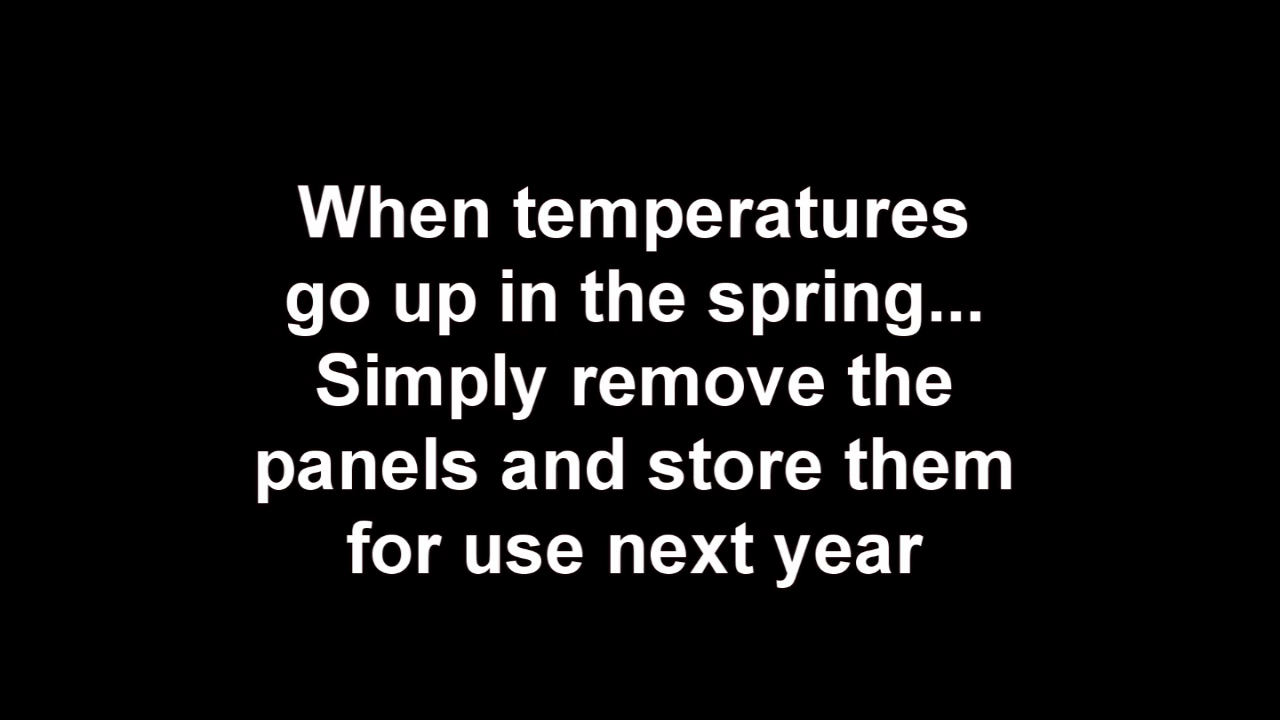 When temperatures
go up in the spring...
Simply remove the
panels and store them
for use next year